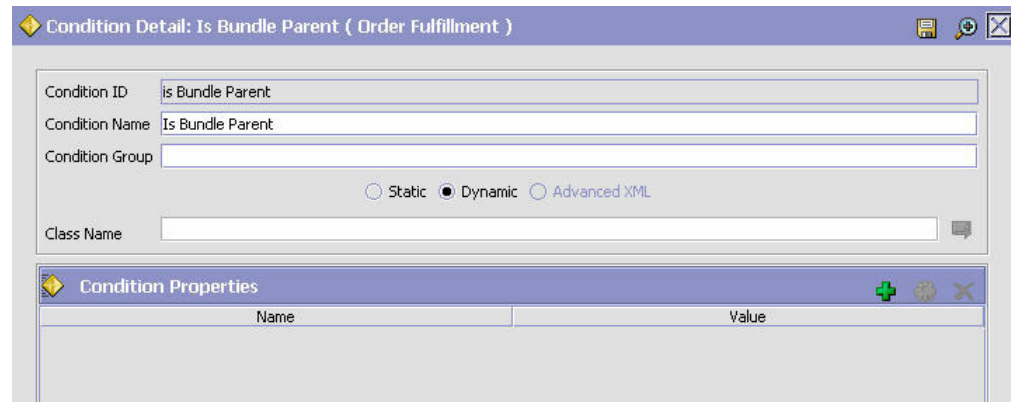 Condition Detail: Is Bundle Parent ( Order Fulfillment )
Condition ID is Bundle Parent
Condition Name Is Bundle Parent
Condition Group
Static Dynamic Advanced XML
Class Name
Condition Properties
Name Value